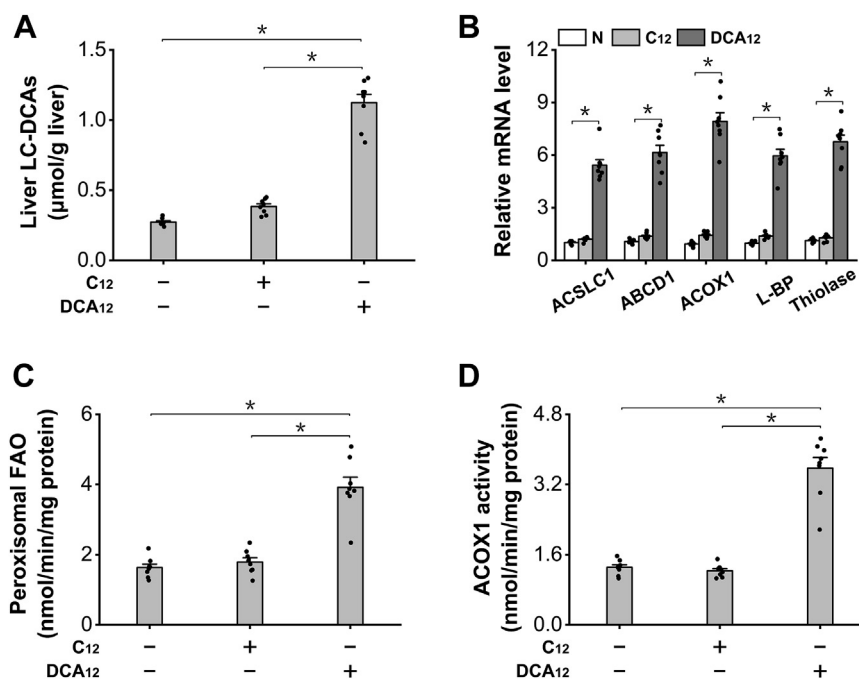 A
Liver LC-DCAs
(μmol/g liver)
1.5
1.0
0.5
0.0
*
*
C12 − + −
DCA12 − − +
B
N C12 DCA12
Relative mRNA level
12
9
6
3
0
* * * * *
ACSLC1 ABCD1 ACOX1 L-BP Thiolase
C
Peroxisomal FAO
(nmol/min/mg protein)
6
4
2
0
*
*
C12 − + −
DCA12 − − +
D
ACOX1 activity
(nmol/min/mg protein)
4.8
3.2
1.6
0.0
*
*
C12 − + −
DCA12 − − +